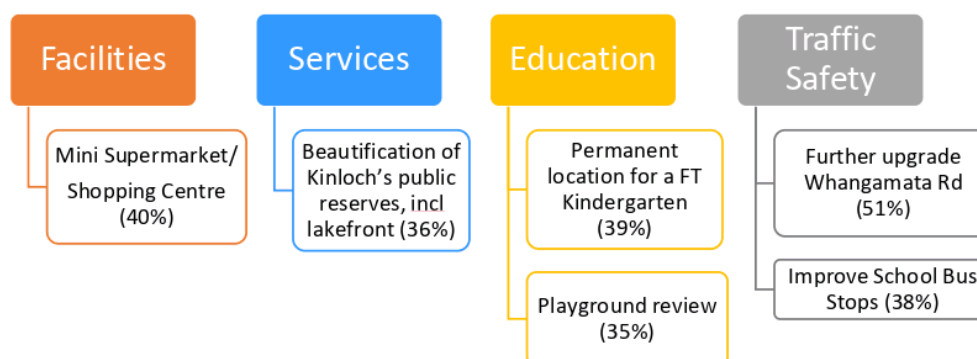 Facilities
Mini Supermarket/
Shopping Centre
(40%)
Services
Beautification of
Kinloch's public
reserves, incl
lakefront (36%)
Education
Permanent
location for a FT
Kindergarten
(39%)
Playground review
(35%)
Traffic
Safety
Further upgrade
Whangamata Rd
(51%)
Improve School Bus
Stops (38%)